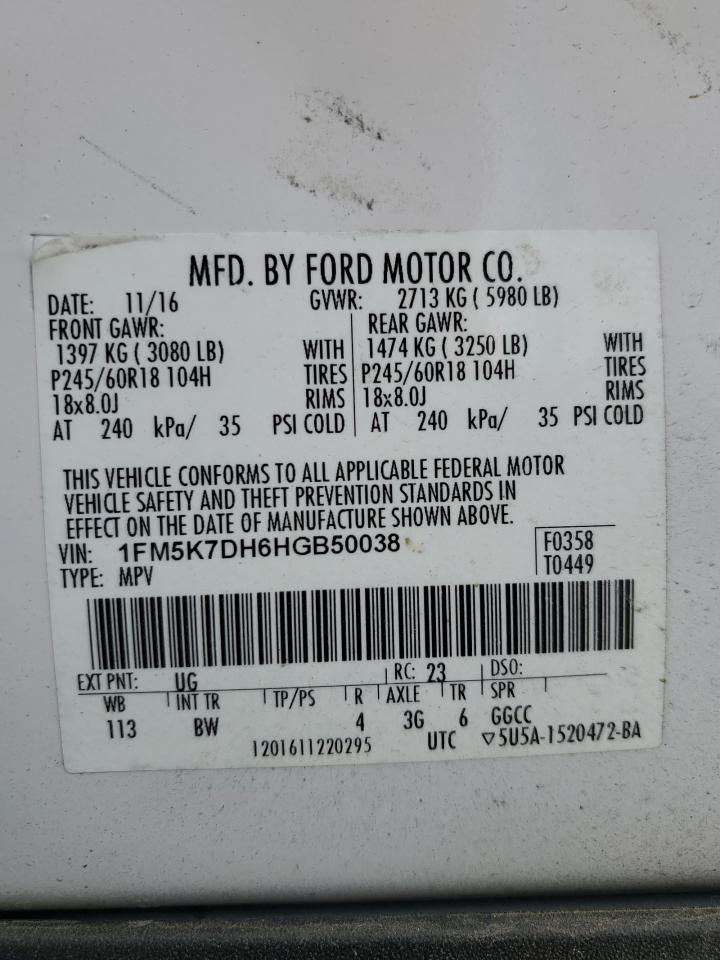 MFD. BY FORD MOTOR CO.
DATE: 11/16 GVWR: 2713 KG ( 5980 LB)
FRONT GAWR: REAR GAWR:
1397 KG ( 3080 LB) WITH 1474 KG ( 3250 LB) WITH
P245/60R18 104H TIRES P245/60R18 104H TIRES
18x8.0J RIMS 18x8.0J RIMS
AT 240 kPa/ 35 PSI COLD AT 240 kPa/ 35 PSI COLD
THIS VEHICLE CONFORMS TO ALL APPLICABLE FEDERAL MOTOR
VEHICLE SAFETY AND THEFT PREVENTION STANDARDS IN
EFFECT ON THE DATE OF MANUFACTURE SHOWN ABOVE.
VIN: 1FM5K7DH6HGB50038 F0358
TYPE: MPV T0449
EXT PNT: UG RC: 23 DSO:
WB INT TR TP/PS R AXLE TR SPR
113 BW 4 3G 6 GGCC
1201611220295 UTC ▽5U5A-1520472-BA